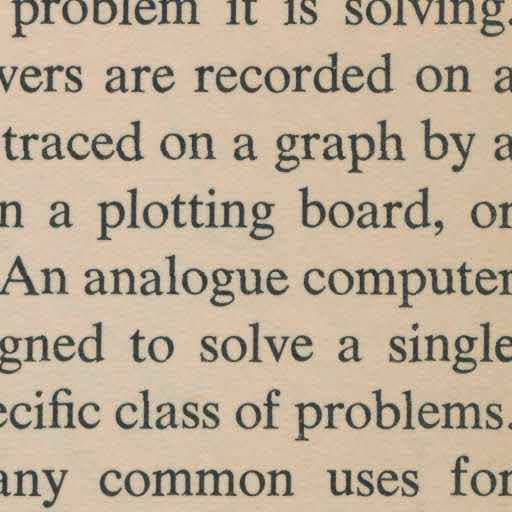 problem it is solving.
vers are recorded on a
traced on a graph by a
n a plotting board, or
An analogue computer
gned to solve a single
ecific class of problems.
any common uses for